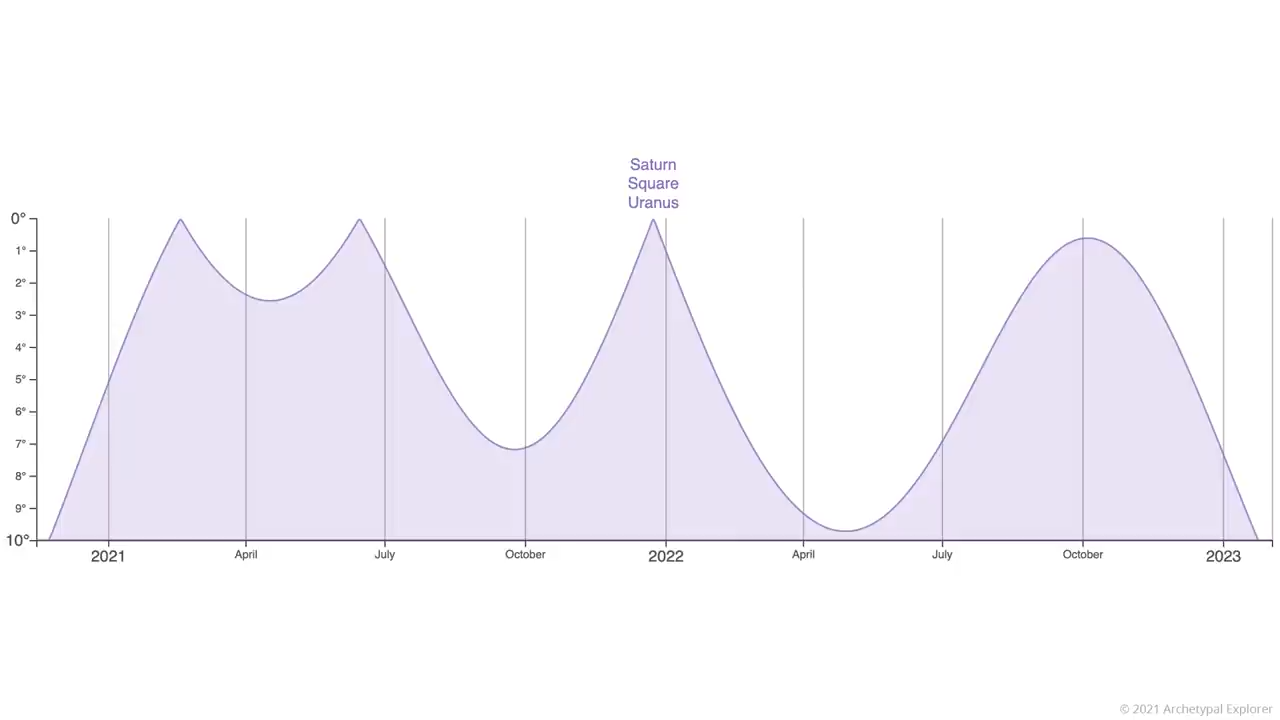 Saturn
Square
Uranus
0°
1°
2°
3°
4°
5°
6°
7°
8°
9°
10°
2021 April July October 2022 April July October 2023
© 2021 Archetypal Explorer